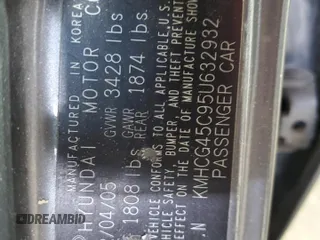 IN KOREA
HYUNDAI MOTOR C
/04/05 GVWR 3428 lbs
1808 lbs GAWR REAR 1874 lbs
VEHICLE CONFORMS TO ALL APPLICABLE U.S.
VEHICLE SAFETY, BUMPER, AND THEFT PREVENT
EFFECT ON THE DATE OF MANUFACTURE SHOW
N KMHCG45C95U632932
PASSENGER CAR
DREAMBID